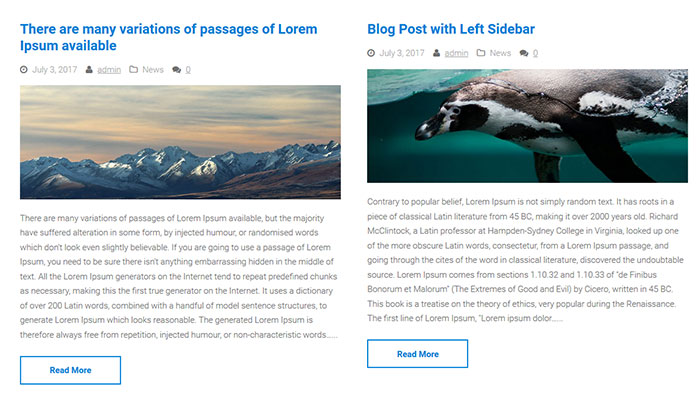 There are many variations of passages of Lorem
Ipsum available
July 3, 2017 admin News 0
There are many variations of passages of Lorem Ipsum available, but the majority
have suffered alteration in some form, by injected humour, or randomised words
which don't look even slightly believable. If you are going to use a passage of Lorem
Ipsum, you need to be sure there isn't anything embarrassing hidden in the middle of
text. All the Lorem Ipsum generators on the Internet tend to repeat predefined chunks
as necessary, making this the first true generator on the Internet. It uses a dictionary
of over 200 Latin words, combined with a handful of model sentence structures, to
generate Lorem Ipsum which looks reasonable. The generated Lorem Ipsum is
therefore always free from repetition, injected humour, or non-characteristic words.....
Read More
Blog Post with Left Sidebar
July 3, 2017 admin News 0
Contrary to popular belief, Lorem Ipsum is not simply random text. It has roots in a
piece of classical Latin literature from 45 BC, making it over 2000 years old. Richard
McClintock, a Latin professor at Hampden-Sydney College in Virginia, looked up one
of the more obscure Latin words, consectetur, from a Lorem Ipsum passage, and
going through the cites of the word in classical literature, discovered the undoubtable
source. Lorem Ipsum comes from sections 1.10.32 and 1.10.33 of "de Finibus
Bonorum et Malorum" (The Extremes of Good and Evil) by Cicero, written in 45 BC.
This book is a treatise on the theory of ethics, very popular during the Renaissance.
The first line of Lorem Ipsum, "Lorem ipsum dolor.....
Read More